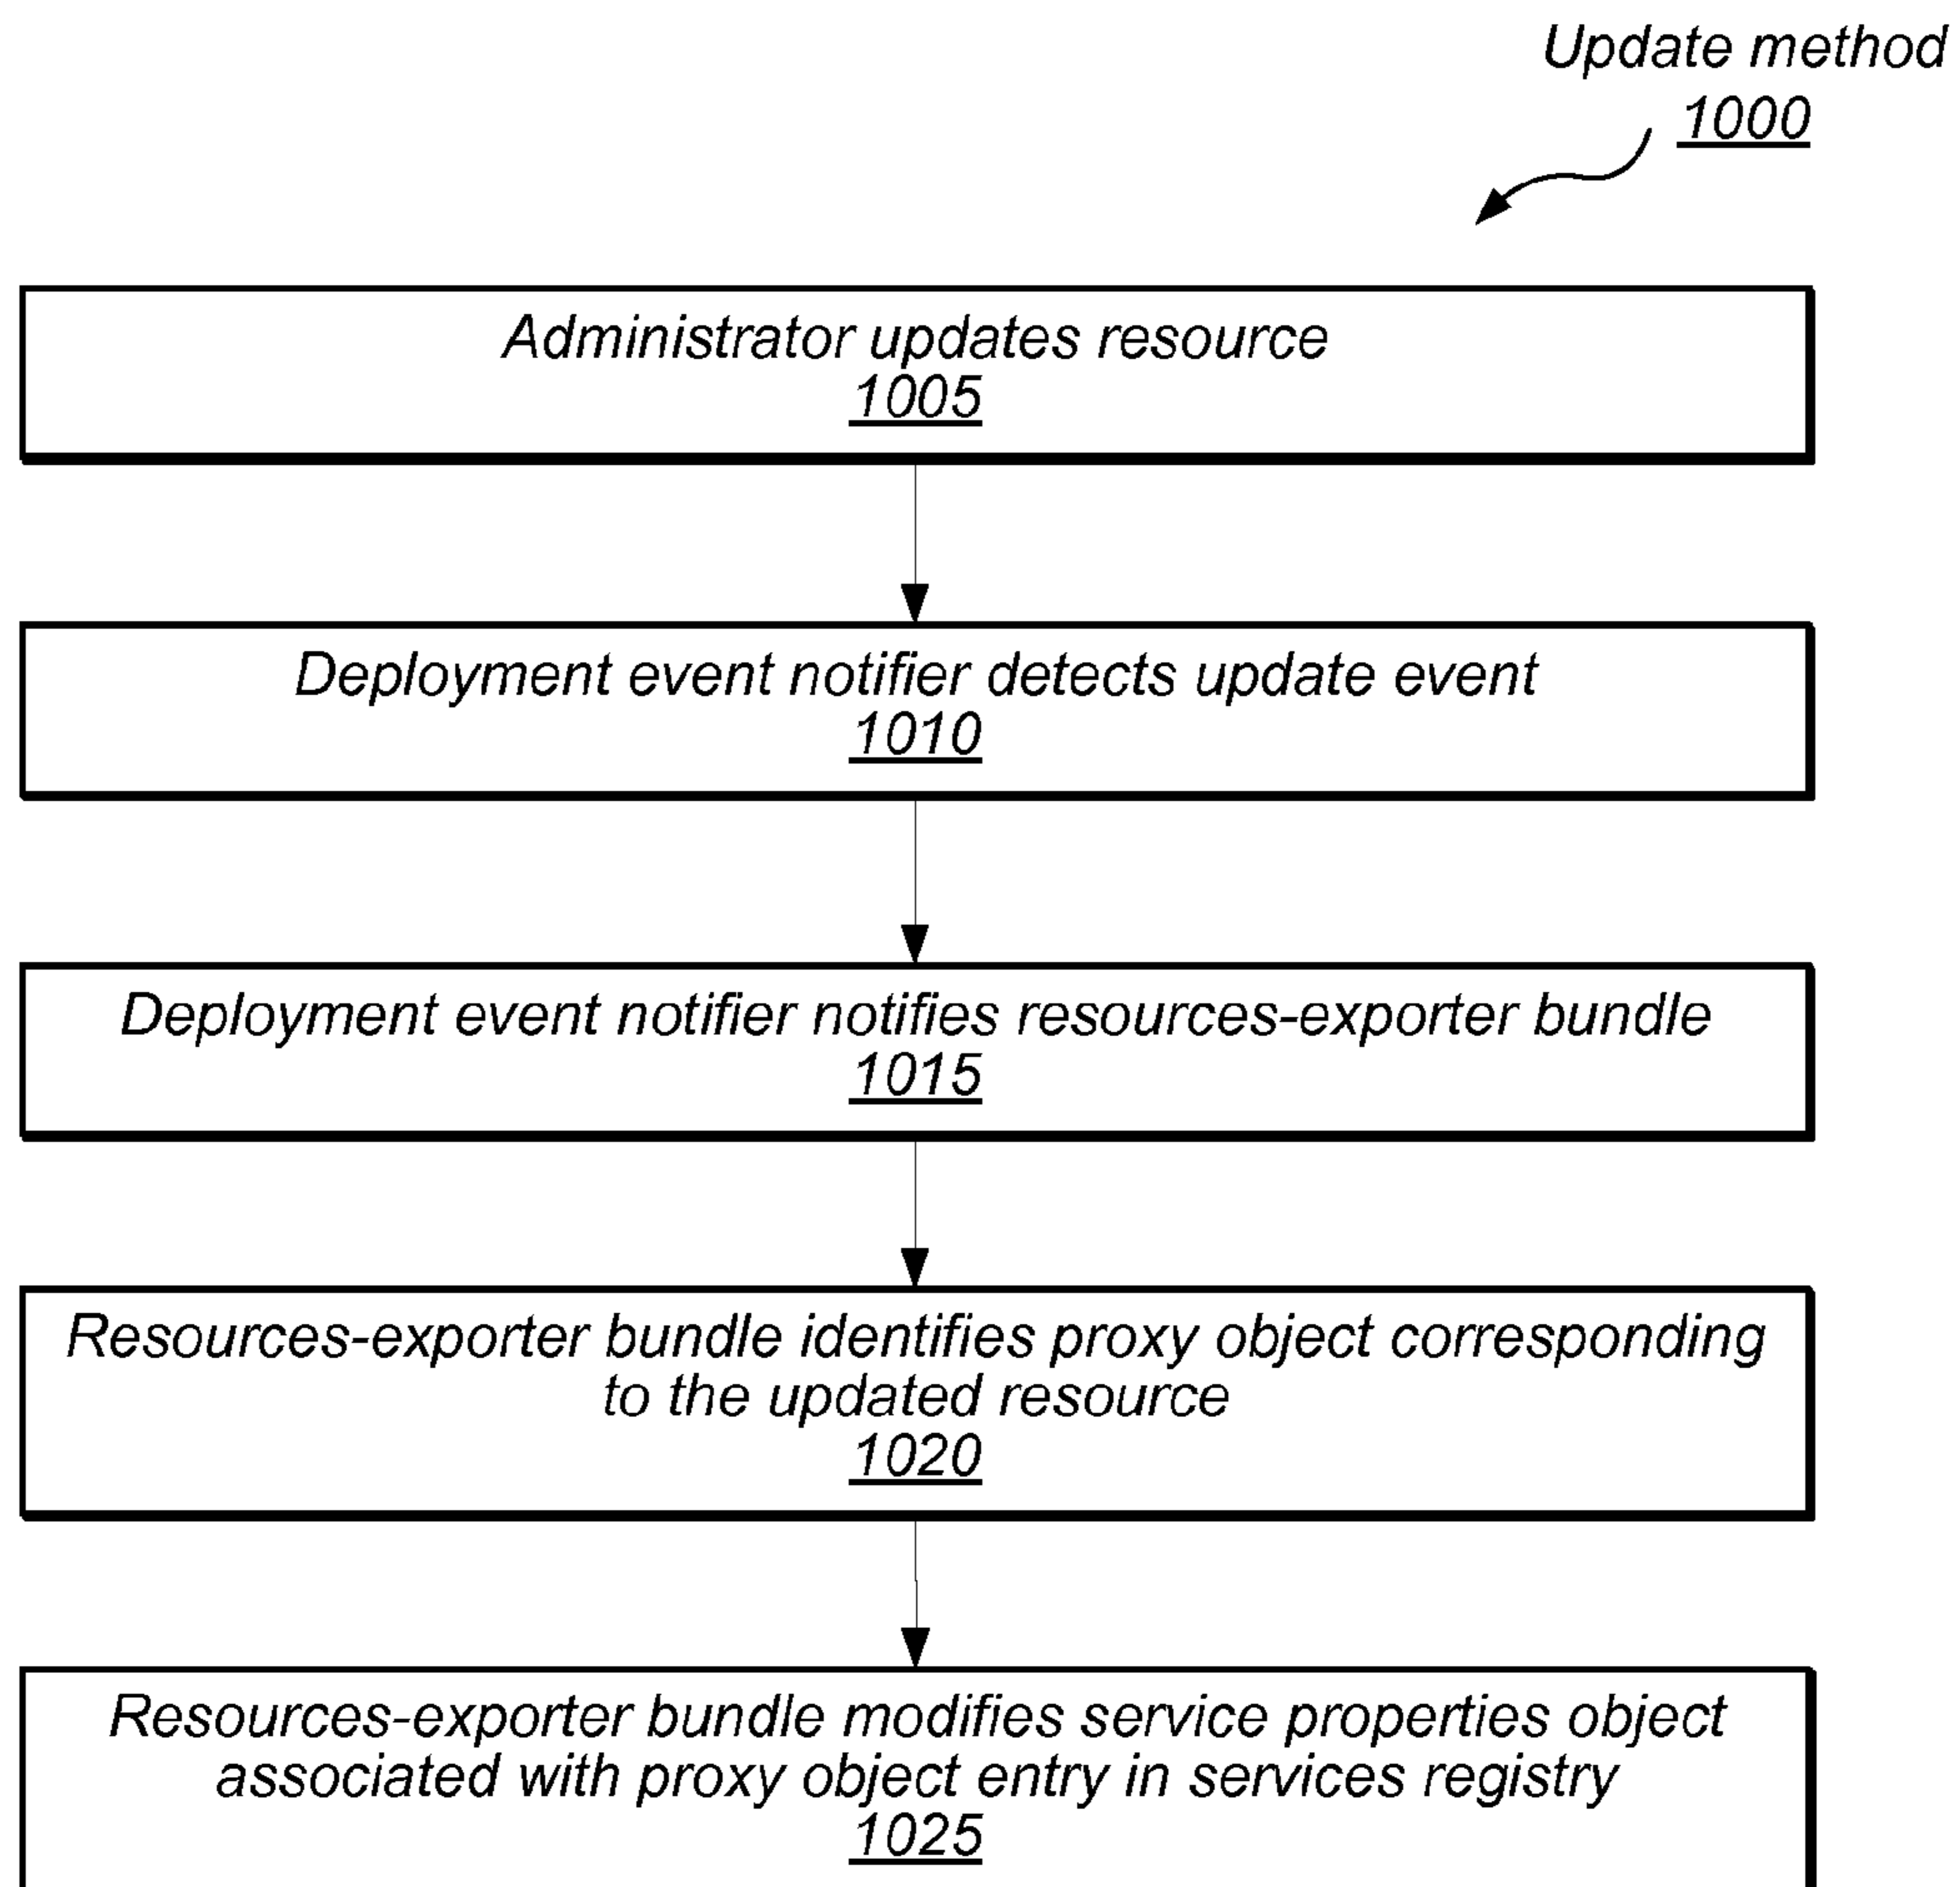 Update method
1000
Administrator updates resource
1005
Deployment event notifier detects update event
1010
Deployment event notifier notifies resources-exporter bundle
1015
Resources-exporter bundle identifies proxy object corresponding
to the updated resource
1020
Resources-exporter bundle modifies service properties object
associated with proxy object entry in services registry
1025